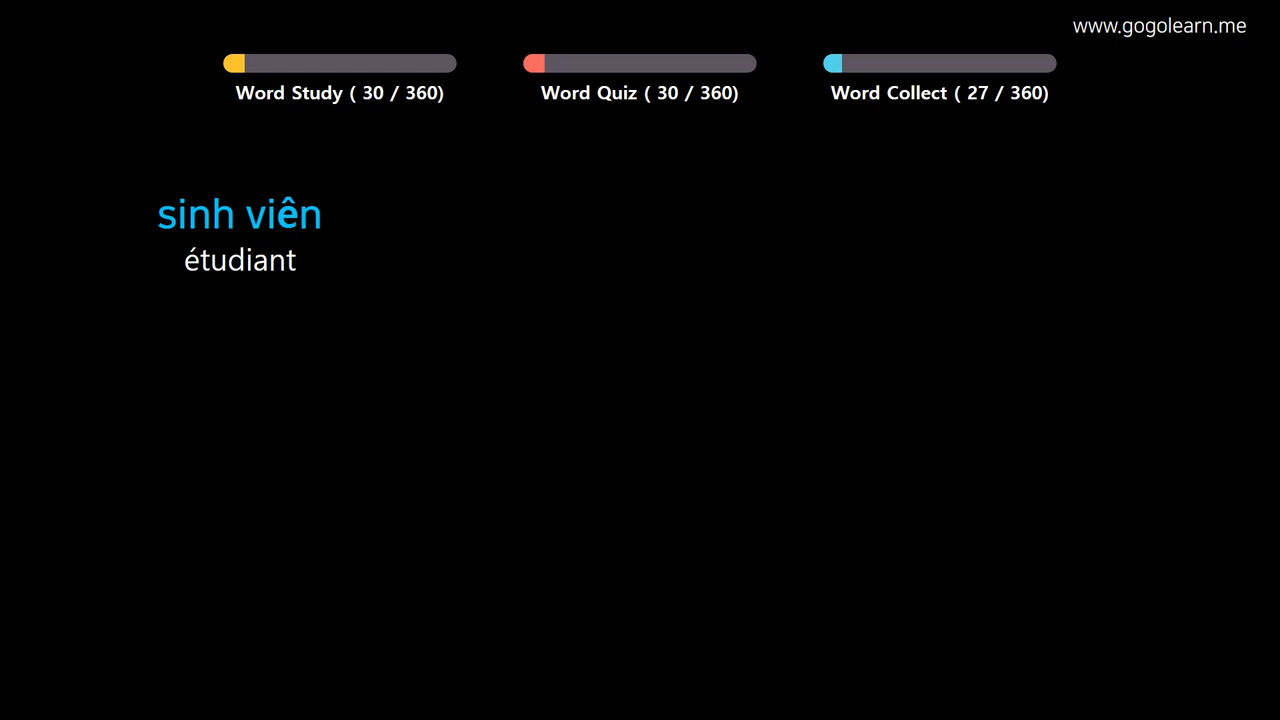 www.gogolearn.me
Word Study ( 30 / 360)
Word Quiz ( 30 / 360)
Word Collect ( 27 / 360)
sinh viên
étudiant